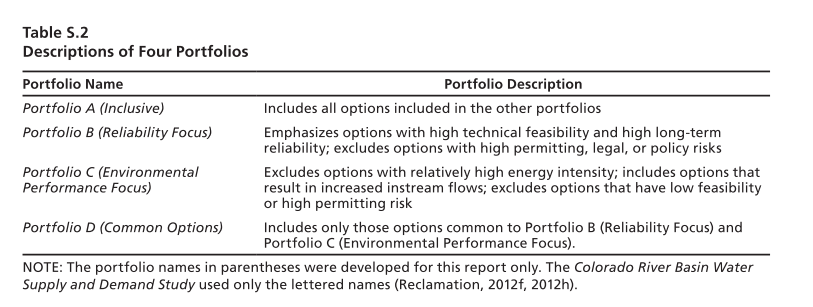 Table S.2
Descriptions of Four Portfolios
Portfolio Name Portfolio Description
Portfolio A (Inclusive) Includes all options included in the other portfolios
Portfolio B (Reliability Focus) Emphasizes options with high technical feasibility and high long-term
reliability; excludes options with high permitting, legal, or policy risks
Portfolio C (Environmental Excludes options with relatively high energy intensity; includes options that
Performance Focus) result in increased instream flows; excludes options that have low feasibility
or high permitting risk
Portfolio D (Common Options) Includes only those options common to Portfolio B (Reliability Focus) and
Portfolio C (Environmental Performance Focus).
NOTE: The portfolio names in parentheses were developed for this report only. The Colorado River Basin Water
Supply and Demand Study used only the lettered names (Reclamation, 2012f, 2012h).